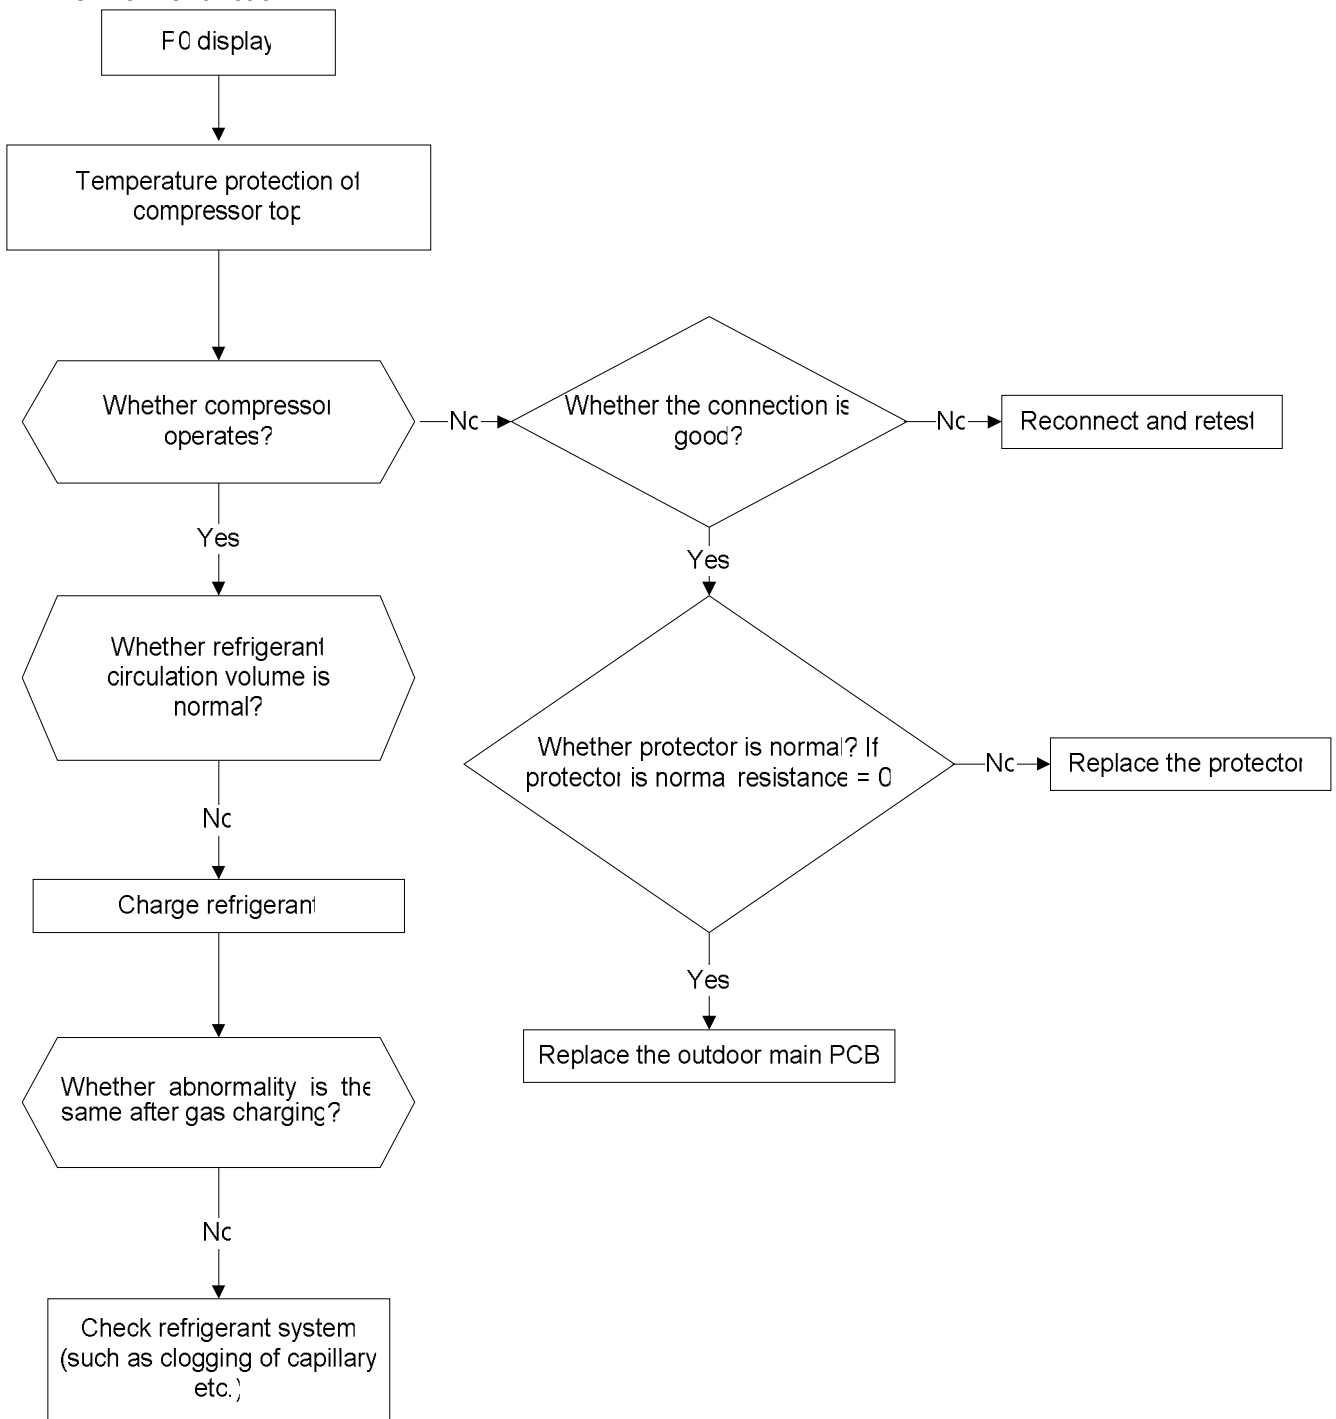 P0 display
Temperature protection of
compressor top
Whether compressor
operates?
No
Whether the connection is
good?
No
Reconnect and retest
Yes
Yes
Whether refrigerant
circulation volume is
normal?
Whether protector is normal? If
protector is normal resistance = 0
No
Replace the protector
No
Charge refrigerant
Yes
Replace the outdoor main PCB
Whether abnormality is the
same after gas charging?
No
Check refrigerant system
(such as clogging of capillary
etc.)